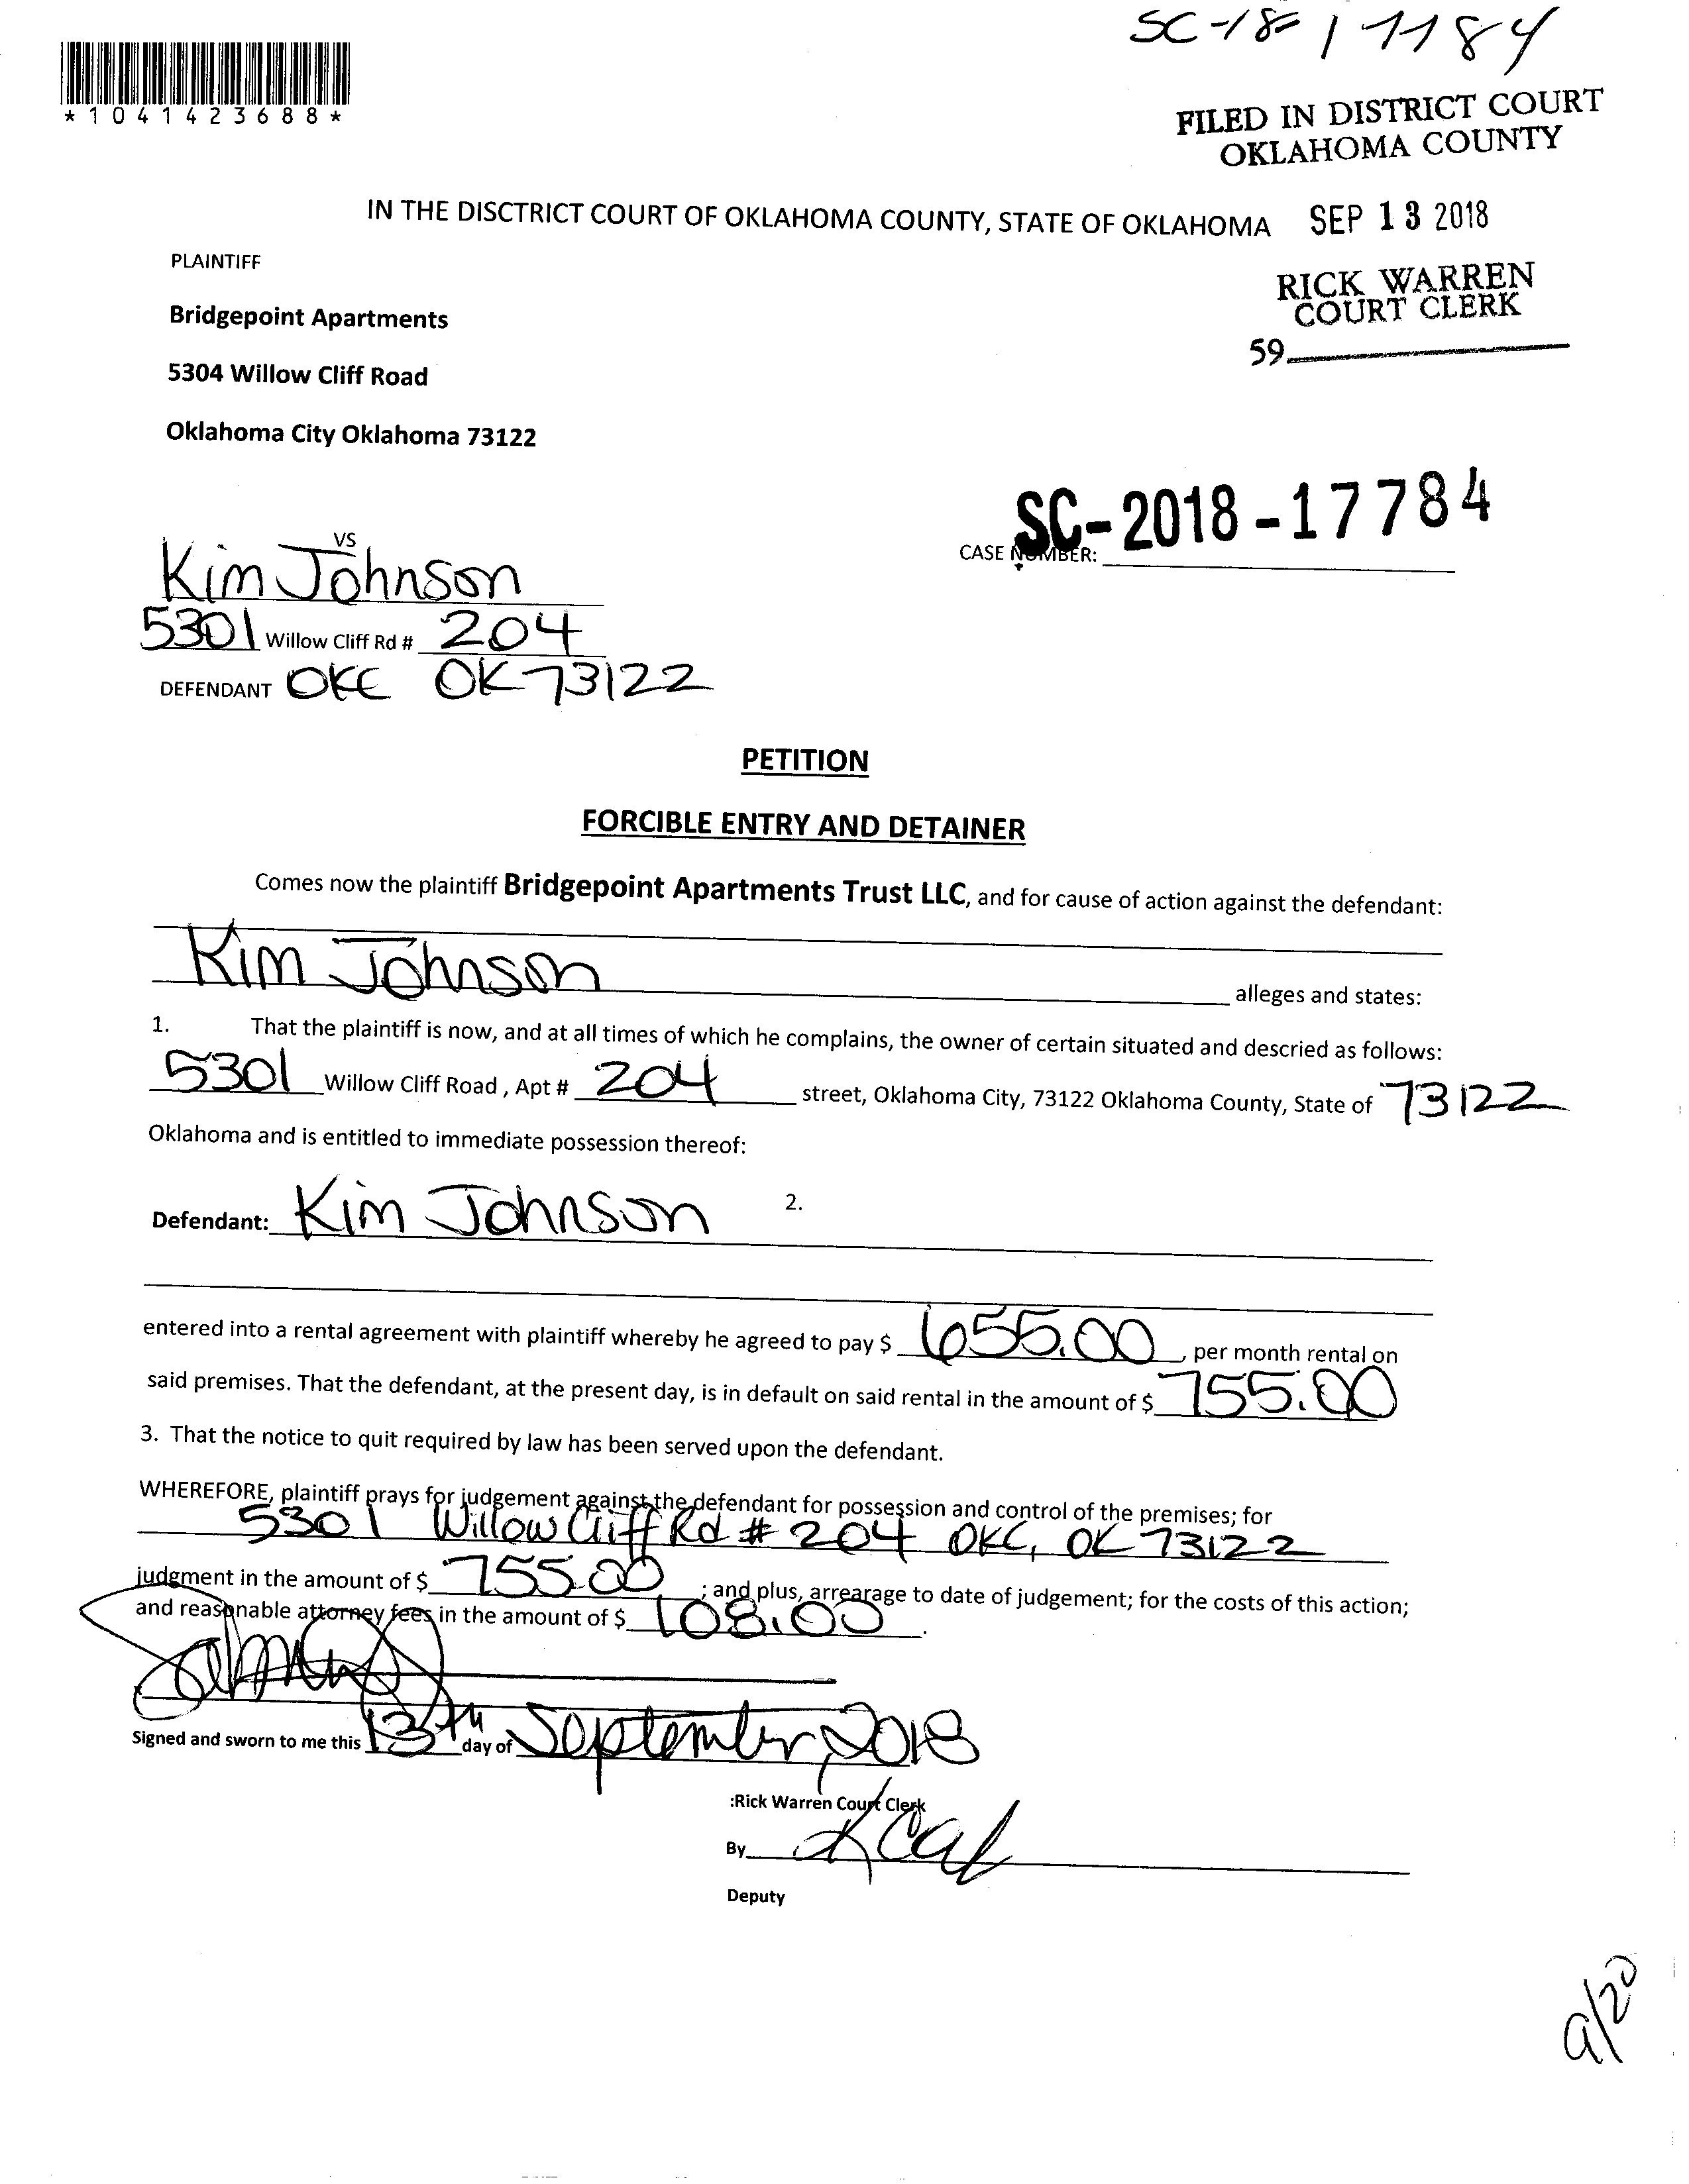 SC-18-17784
*1041423688*
FILED IN DISTRICT COURT
OKLAHOMA COUNTY
IN THE DISCTRICT COURT OF OKLAHOMA COUNTY, STATE OF OKLAHOMA SEP 13 2018
PLAINTIFF
RICK WARREN
COURT CLERK
Bridgepoint Apartments
59
5304 Willow Cliff Road
Oklahoma City Oklahoma 73122
SC-2018-17784
CASE NUMBER:
VS
Kim Johnson
5301 Willow Cliff Rd # 204
DEFENDANT OKC OK 73122
PETITION
FORCIBLE ENTRY AND DETAINER
Comes now the plaintiff Bridgepoint Apartments Trust LLC, and for cause of action against the defendant:
Kim Johnson alleges and states:
1. That the plaintiff is now, and at all times of which he complains, the owner of certain situated and descried as follows:
5301 Willow Cliff Road , Apt # 204 street, Oklahoma City, 73122 Oklahoma County, State of 73122
Oklahoma and is entitled to immediate possession thereof:
Defendant: Kim Johnson 2.
entered into a rental agreement with plaintiff whereby he agreed to pay $ 655.00, per month rental on
said premises. That the defendant, at the present day, is in default on said rental in the amount of $ 755.00
3. That the notice to quit required by law has been served upon the defendant.
WHEREFORE, plaintiff prays for judgement against the defendant for possession and control of the premises; for
5301 Willow Cliff Rd # 204 OKC, OK 73122
judgment in the amount of $ 755.00 ; and plus, arrearage to date of judgement; for the costs of this action;
and reasonable attorney fees in the amount of $ 108.00.
Signed and sworn to me this 13th day of September, 2018
:Rick Warren Court Clerk
By
Deputy
9/20